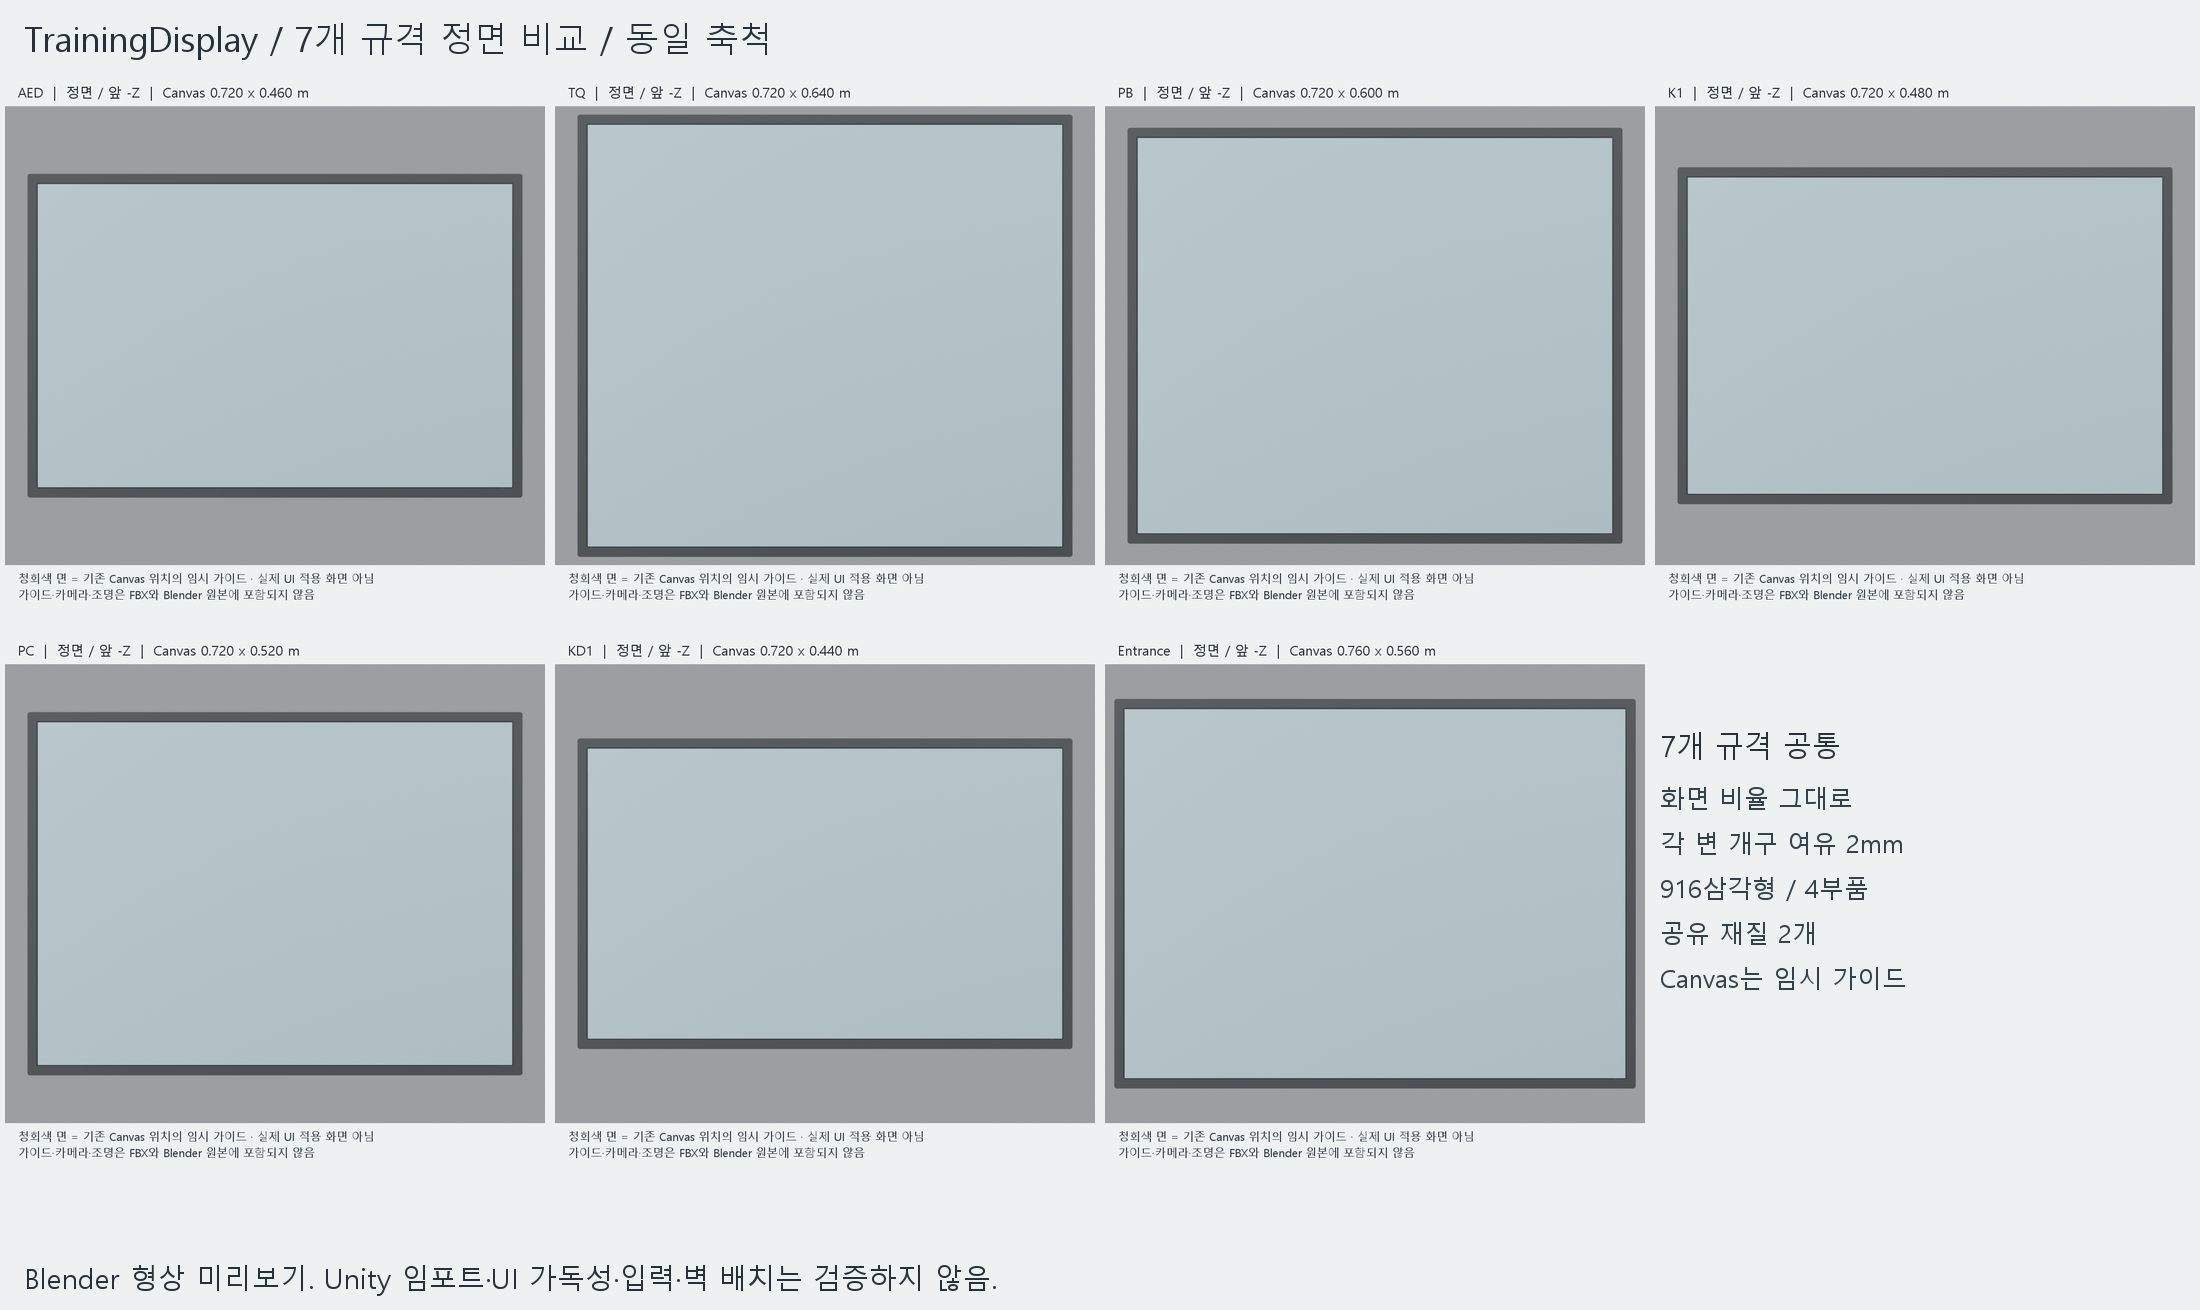 TrainingDisplay / 7개 규격 정면 비교 / 동일 축척
AED | 정면 / 앞 -Z | Canvas 0.720 x 0.460 m
TQ | 정면 / 앞 -Z | Canvas 0.720 x 0.640 m
PB | 정면 / 앞 -Z | Canvas 0.720 x 0.600 m
K1 | 정면 / 앞 -Z | Canvas 0.720 x 0.480 m
청회색 면 = 기존 Canvas 위치의 임시 가이드 · 실제 UI 적용 화면 아님
가이드·카메라·조명은 FBX와 Blender 원본에 포함되지 않음
청회색 면 = 기존 Canvas 위치의 임시 가이드 · 실제 UI 적용 화면 아님
가이드·카메라·조명은 FBX와 Blender 원본에 포함되지 않음
청회색 면 = 기존 Canvas 위치의 임시 가이드 · 실제 UI 적용 화면 아님
가이드·카메라·조명은 FBX와 Blender 원본에 포함되지 않음
청회색 면 = 기존 Canvas 위치의 임시 가이드 · 실제 UI 적용 화면 아님
가이드·카메라·조명은 FBX와 Blender 원본에 포함되지 않음
PC | 정면 / 앞 -Z | Canvas 0.720 x 0.520 m
KD1 | 정면 / 앞 -Z | Canvas 0.720 x 0.440 m
Entrance | 정면 / 앞 -Z | Canvas 0.760 x 0.560 m
청회색 면 = 기존 Canvas 위치의 임시 가이드 · 실제 UI 적용 화면 아님
가이드·카메라·조명은 FBX와 Blender 원본에 포함되지 않음
청회색 면 = 기존 Canvas 위치의 임시 가이드 · 실제 UI 적용 화면 아님
가이드·카메라·조명은 FBX와 Blender 원본에 포함되지 않음
청회색 면 = 기존 Canvas 위치의 임시 가이드 · 실제 UI 적용 화면 아님
가이드·카메라·조명은 FBX와 Blender 원본에 포함되지 않음
7개 규격 공통
화면 비율 그대로
각 변 개구 여유 2mm
916삼각형 / 4부품
공유 재질 2개
Canvas는 임시 가이드
Blender 형상 미리보기. Unity 임포트·UI 가독성·입력·벽 배치는 검증하지 않음.